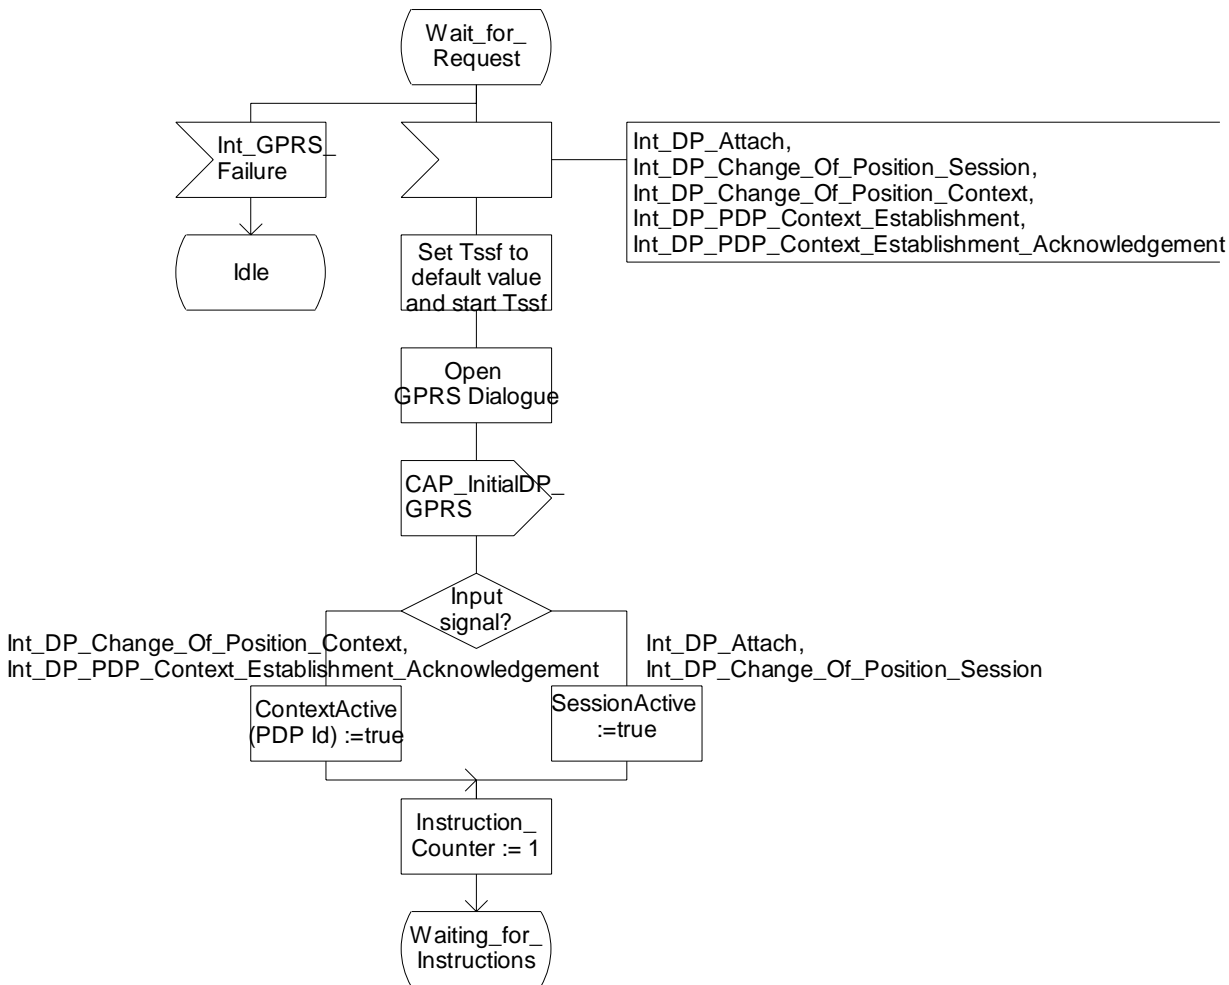 Wait_for_
Request
Int_GPRS_
Failure
Int_DP_Attach,
Int_DP_Change_Of_Position_Session,
Int_DP_Change_Of_Position_Context,
Int_DP_PDP_Context_Establishment,
Int_DP_PDP_Context_Establishment_Acknowledgement
Idle
Set Tssf to
default value
and start Tssf
Open
GPRS Dialogue
CAP_InitialDP_
GPRS
Input
signal?
Int_DP_Change_Of_Position_Context,
Int_DP_PDP_Context_Establishment_Acknowledgement
Int_DP_Attach,
Int_DP_Change_Of_Position_Session
ContextActive
(PDP Id) :=true
SessionActive
:=true
Instruction_
Counter := 1
Waiting_for_
Instructions